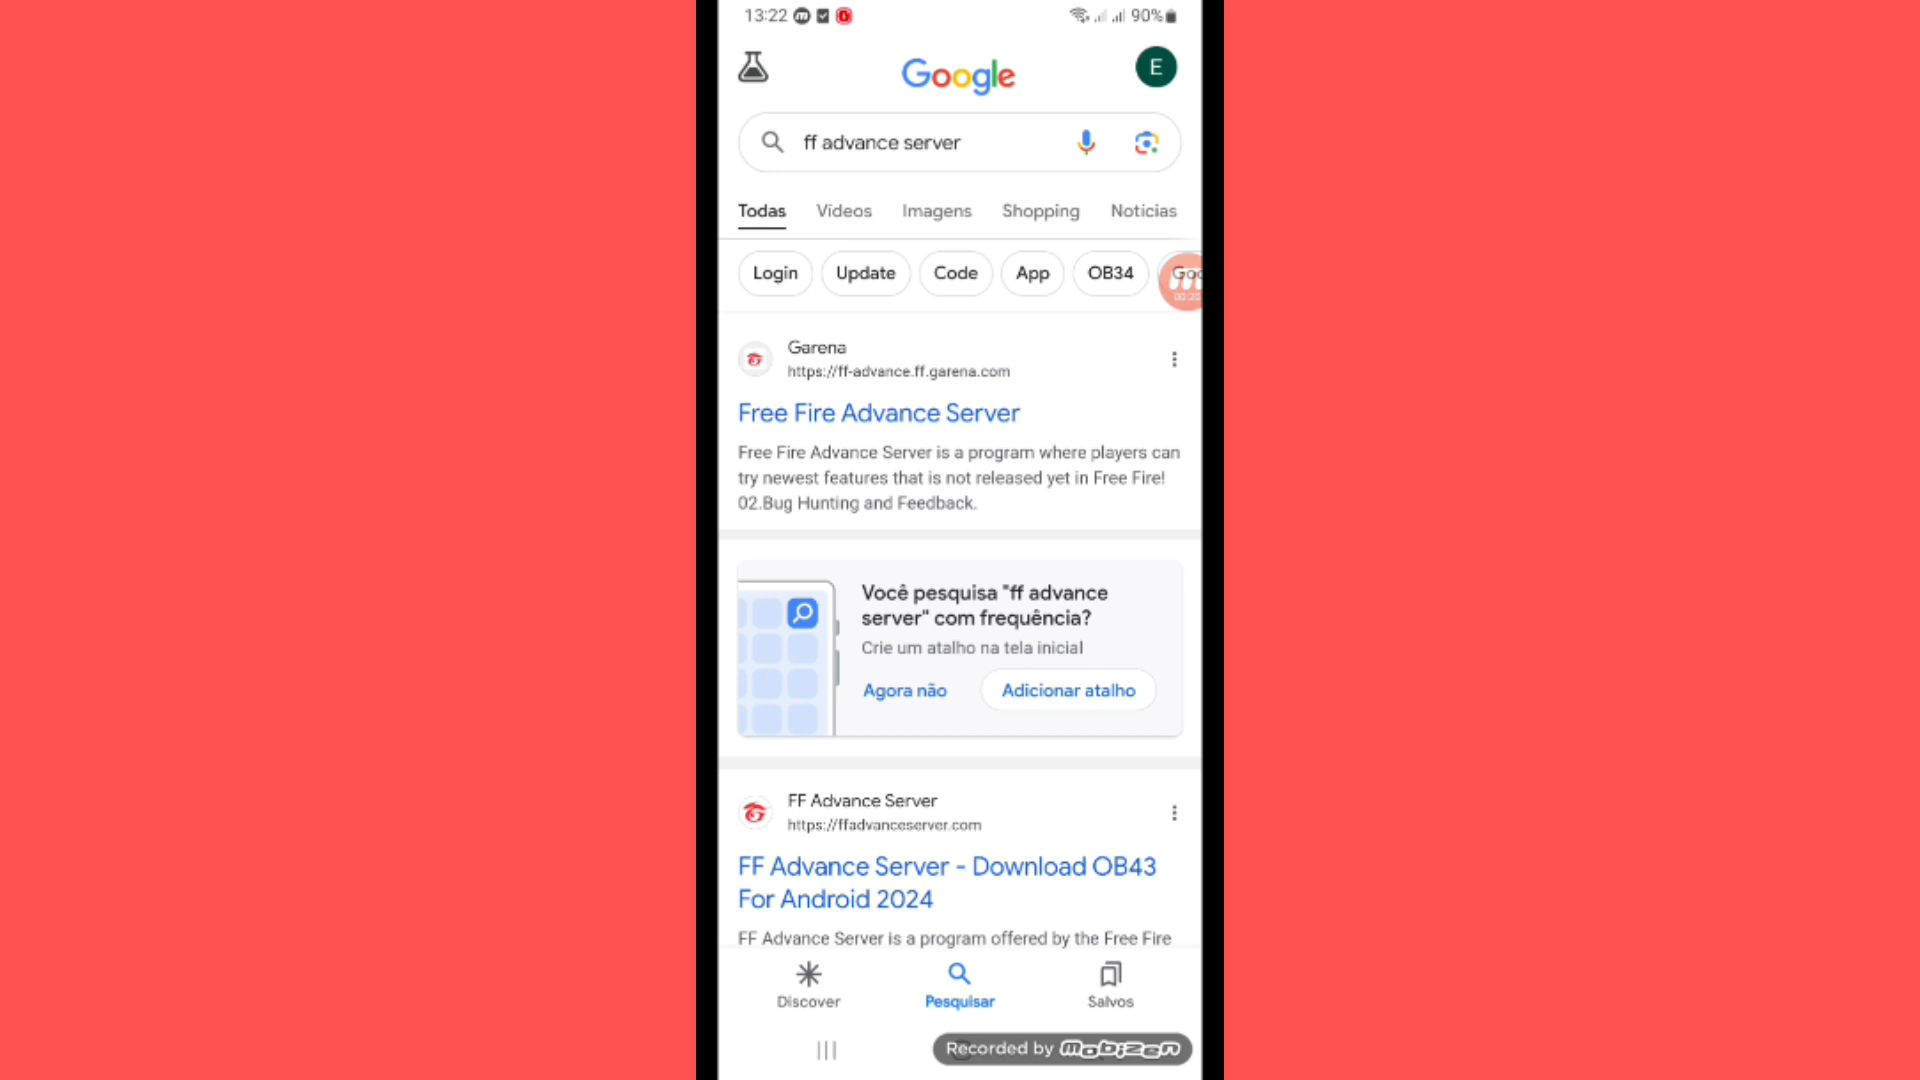 13:22
90%
Google
E
ff advance server
Todas Vídeos Imagens Shopping Notícias
Login Update Code App OB34
00:20
Garena
https://ff-advance.ff.garena.com
Free Fire Advance Server
Free Fire Advance Server is a program where players can
try newest features that is not released yet in Free Fire!
02.Bug Hunting and Feedback.
Você pesquisa "ff advance
server" com frequência?
Crie um atalho na tela inicial
Agora não Adicionar atalho
FF Advance Server
https://ffadvanceserver.com
FF Advance Server - Download OB43
For Android 2024
FF Advance Server is a program offered by the Free Fire
Discover Pesquisar Salvos
Recorded by mobizen